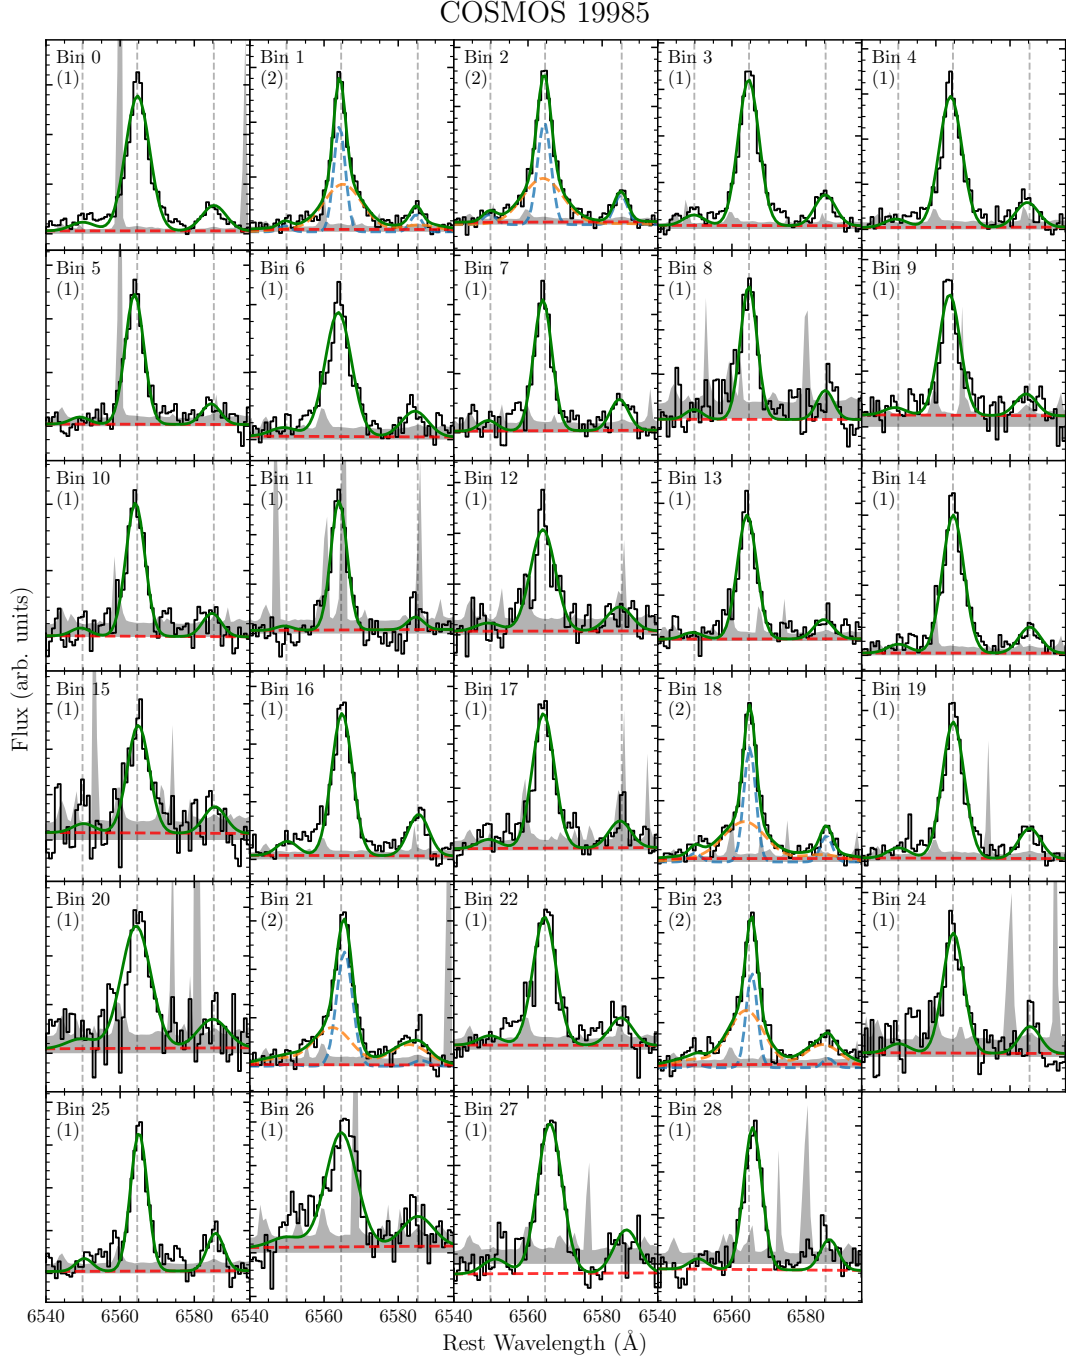 COSMOS 19985
Bin 0
(1)
Bin 1
(2)
Bin 2
(2)
Bin 3
(1)
Bin 4
(1)
Bin 5
(1)
Bin 6
(1)
Bin 7
(1)
Bin 8
(1)
Bin 9
(1)
Bin 10
(1)
Bin 11
(1)
Bin 12
(1)
Bin 13
(1)
Bin 14
(1)
Bin 15
(1)
Bin 16
(1)
Bin 17
(1)
Bin 18
(2)
Bin 19
(1)
Bin 20
(1)
Bin 21
(2)
Bin 22
(1)
Bin 23
(2)
Bin 24
(1)
Bin 25
(1)
Bin 26
(1)
Bin 27
(1)
Bin 28
(1)
Flux (arb. units)
6540 6560 6580 6540 6560 6580 6540 6560 6580 6540 6560 6580
Rest Wavelength (Å)